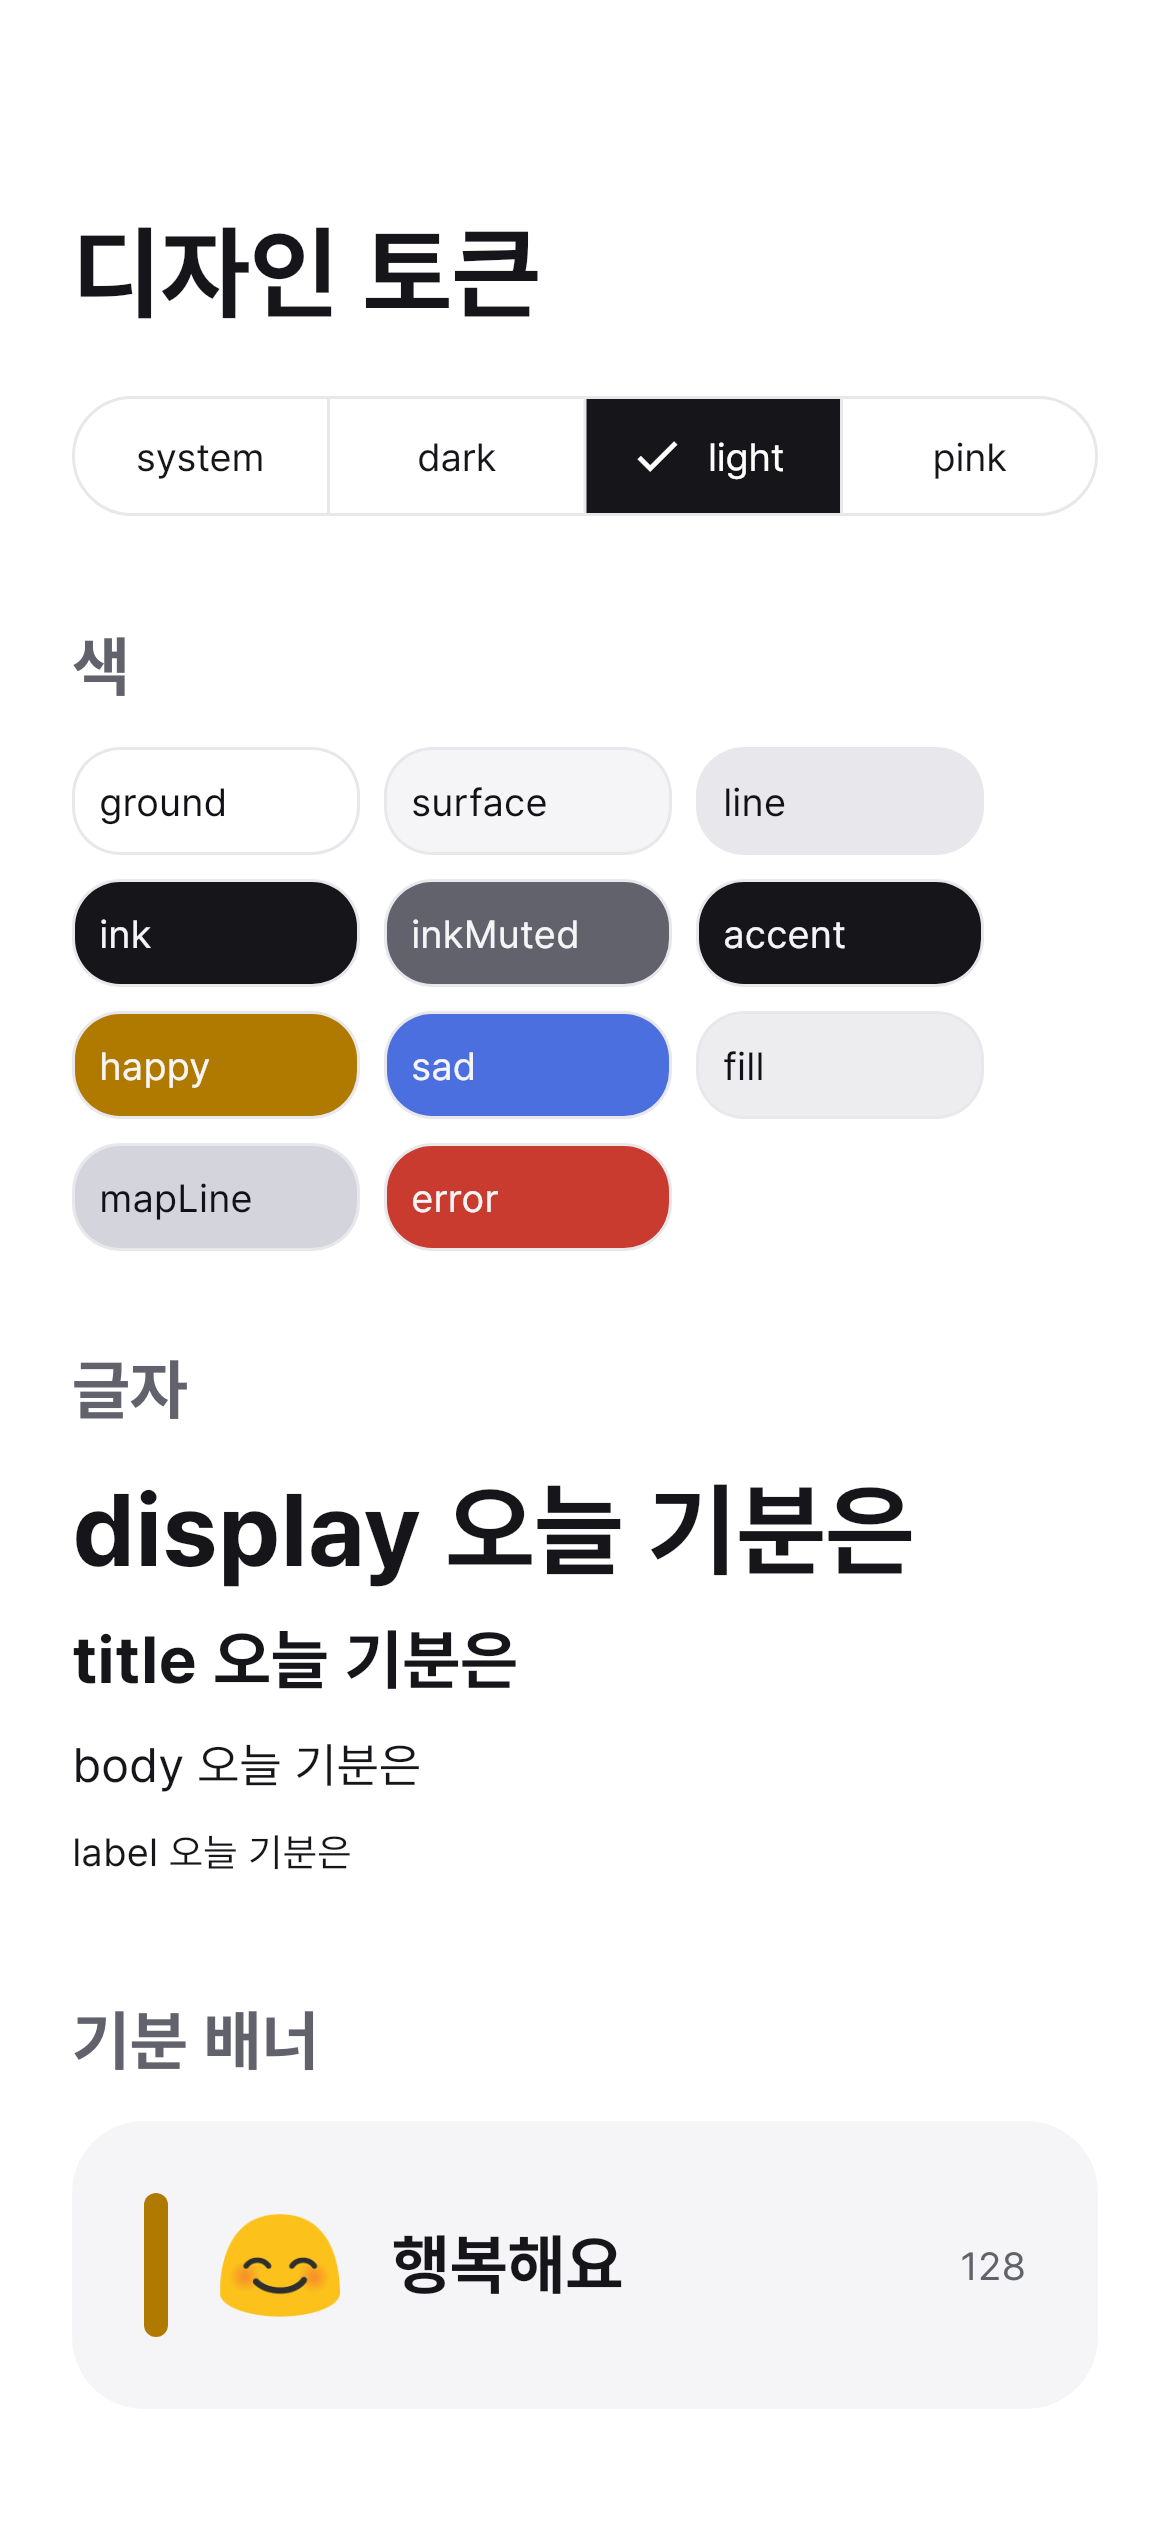 디자인 토큰
system dark light pink
색
ground surface line
ink inkMuted accent
happy sad fill
mapLine error
글자
display 오늘 기분은
title 오늘 기분은
body 오늘 기분은
label 오늘 기분은
기분 배너
행복해요 128